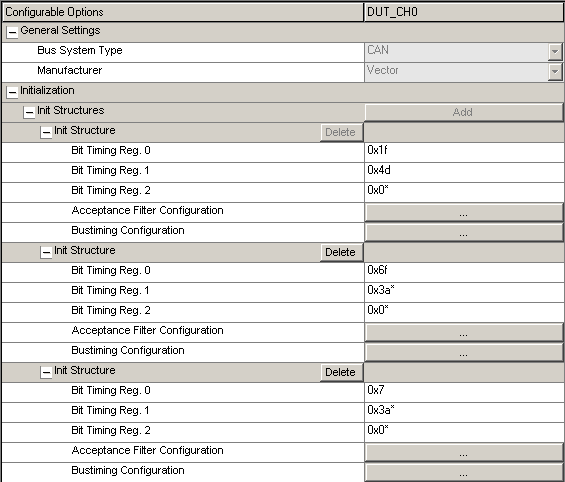 Configurable Options DUT_CH0
General Settings
Bus System Type CAN
Manufacturer Vector
Initialization
Init Structures Add
Init Structure Delete
Bit Timing Reg. 0 0x1f
Bit Timing Reg. 1 0x4d
Bit Timing Reg. 2 0x0*
Acceptance Filter Configuration ...
Bustiming Configuration ...
Init Structure Delete
Bit Timing Reg. 0 0x6f
Bit Timing Reg. 1 0x3a*
Bit Timing Reg. 2 0x0*
Acceptance Filter Configuration ...
Bustiming Configuration ...
Init Structure Delete
Bit Timing Reg. 0 0x7
Bit Timing Reg. 1 0x3a*
Bit Timing Reg. 2 0x0*
Acceptance Filter Configuration ...
Bustiming Configuration ...